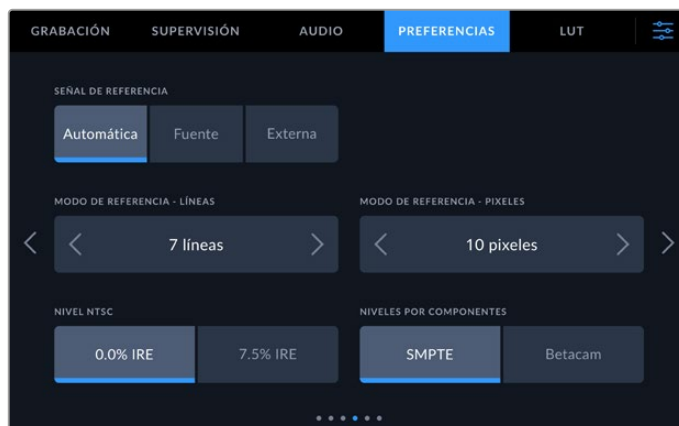 GRABACIÓN SUPERVISIÓN AUDIO PREFERENCIAS LUT
SEÑAL DE REFERENCIA
Automática Fuente Externa
MODO DE REFERENCIA - LÍNEAS MODO DE REFERENCIA - PIXELES
7 líneas 10 pixeles
NIVEL NTSC NIVELES POR COMPONENTES
0.0% IRE 7.5% IRE SMPTE Betacam